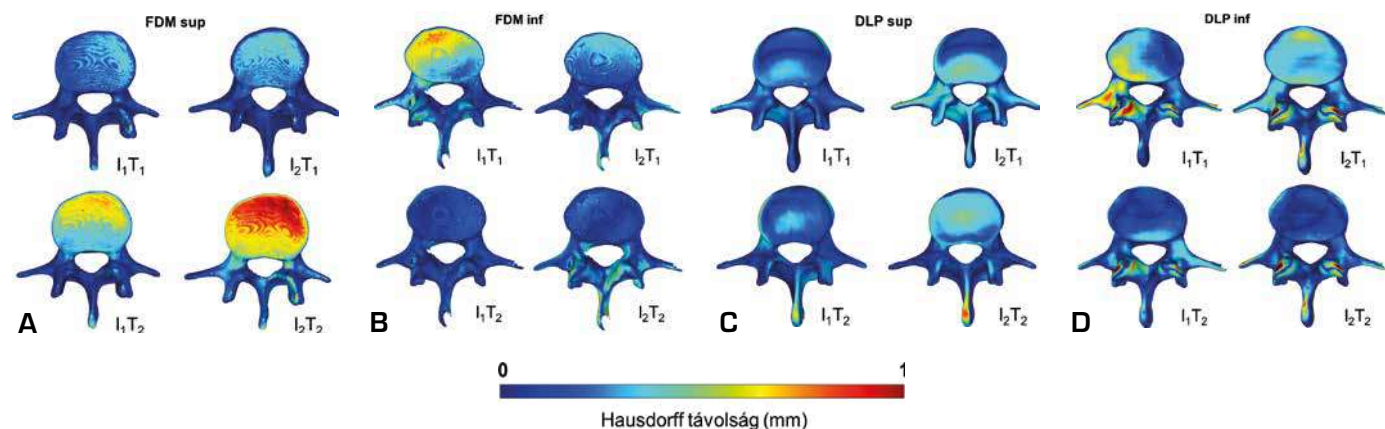 FDM sup
FDM inf
DLP sup
DLP inf
I₁T₁
I₂T₁
I₁T₁
I₂T₁
I₁T₁
I₂T₁
I₁T₁
I₂T₁
A
I₁T₂
I₂T₂
B
I₁T₂
I₂T₂
C
I₁T₂
I₂T₂
D
I₁T₂
I₂T₂
0
1
Hausdorff távolság (mm)